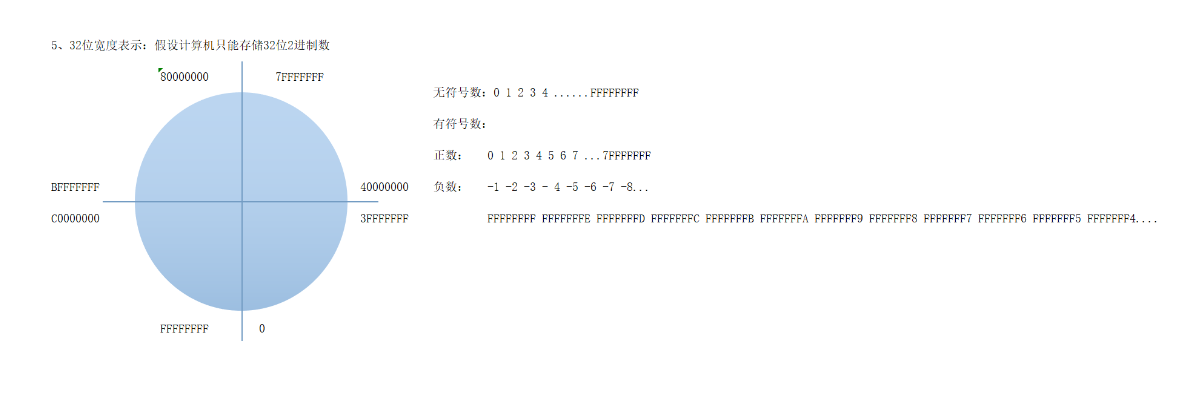 5、32位宽度表示：假设计算机只能存储32位2进制数
80000000 7FFFFFFF
无符号数：0 1 2 3 4 ......FFFFFFFF
有符号数：
正数： 0 1 2 3 4 5 6 7 ...7FFFFFFF
BFFFFFFF 40000000 负数： -1 -2 -3 - 4 -5 -6 -7 -8...
C0000000 3FFFFFFF FFFFFFFF FFFFFFFE FFFFFFFD FFFFFFFC FFFFFFFB FFFFFFFA FFFFFFF9 FFFFFFF8 FFFFFFF7 FFFFFFF6 FFFFFFF5 FFFFFFF4....
FFFFFFFF 0